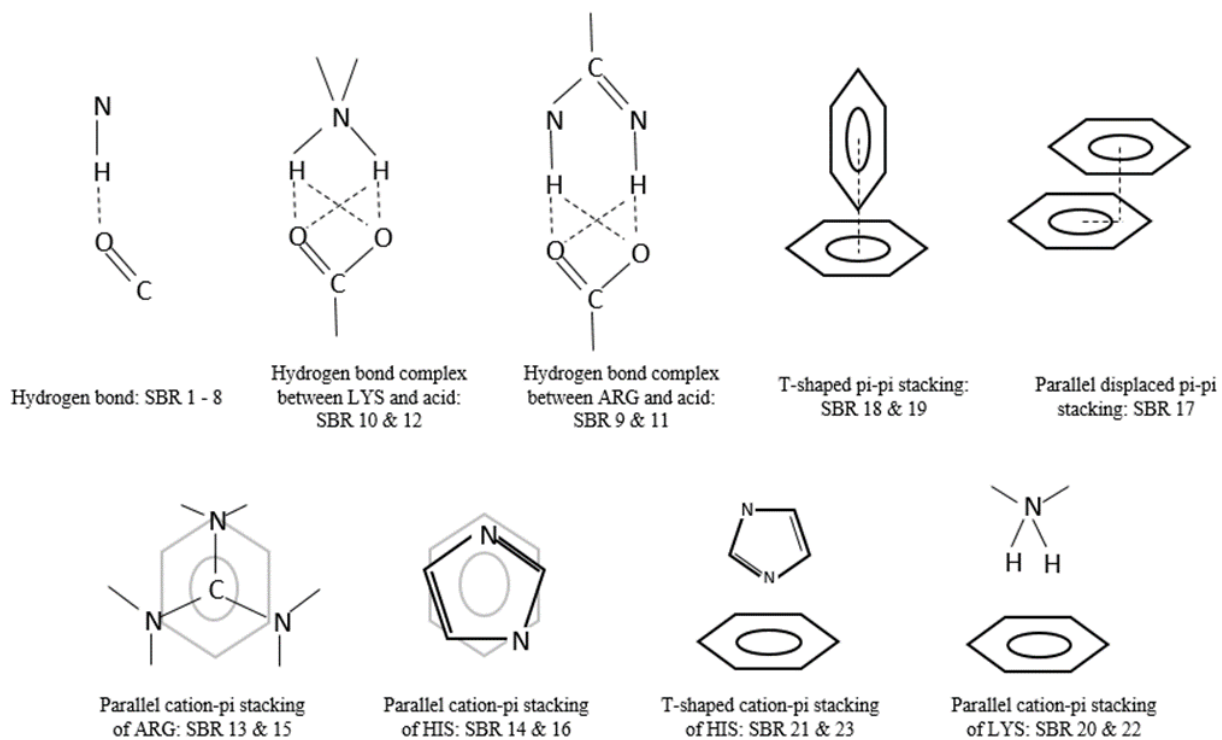 N
H
O
C
N
H H
O O
C
C
N N
H H
O O
C
Hydrogen bond: SBR 1 - 8
Hydrogen bond complex
between LYS and acid:
SBR 10 & 12
Hydrogen bond complex
between ARG and acid:
SBR 9 & 11
T-shaped pi-pi stacking:
SBR 18 & 19
Parallel displaced pi-pi
stacking: SBR 17
N
C
N N
N
N
N
N
N
H H
Parallel cation-pi stacking
of ARG: SBR 13 & 15
Parallel cation-pi stacking
of HIS: SBR 14 & 16
T-shaped cation-pi stacking
of HIS: SBR 21 & 23
Parallel cation-pi stacking
of LYS: SBR 20 & 22